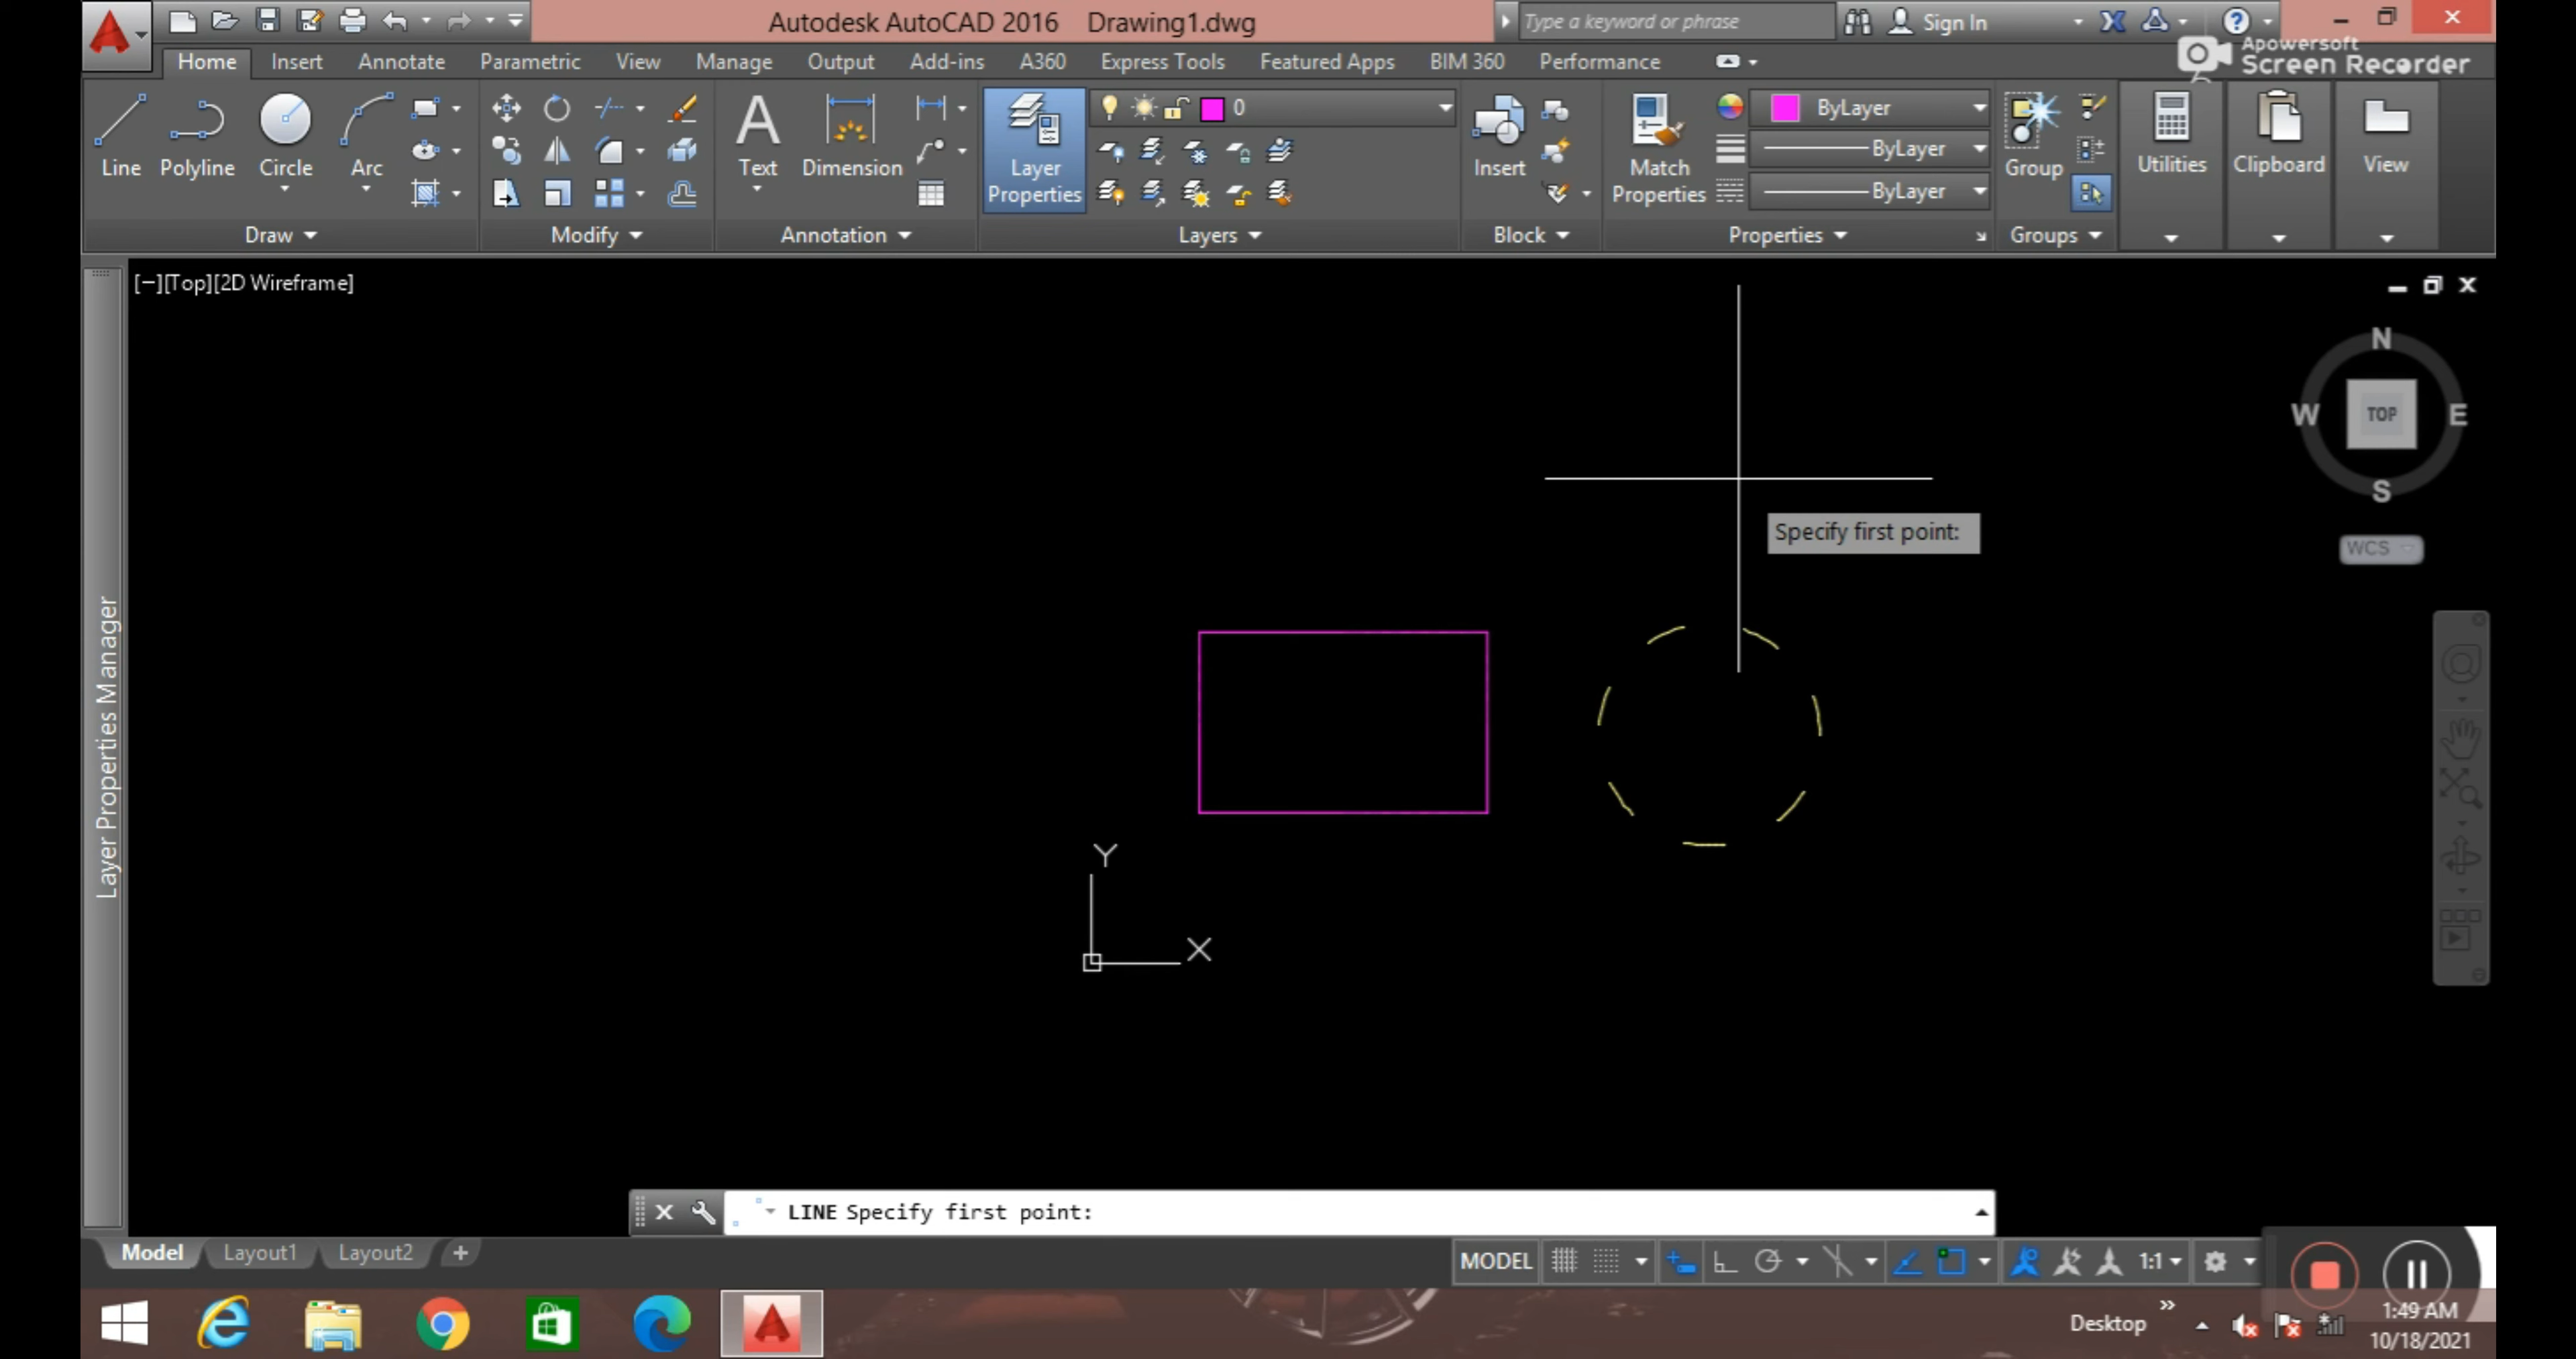 Autodesk AutoCAD 2016 Drawing1.dwg
Type a keyword or phrase
Sign In
Apowersoft
Screen Recorder
Home Insert Annotate Parametric View Manage Output Add-ins A360 Express Tools Featured Apps BIM 360 Performance
Line Polyline Circle Arc
Text Dimension
Layer
Properties
0
Insert
Match
Properties
ByLayer
ByLayer
ByLayer
Group
Utilities
Clipboard
View
Draw Modify Annotation Layers Block Properties Groups
[−][Top][2D Wireframe]
N
W TOP E
S
WCS
Specify first point:
Layer Properties Manager
Y
X
LINE Specify first point:
Model Layout1 Layout2 +
MODEL 1:1
Desktop
1:49 AM
10/18/2021